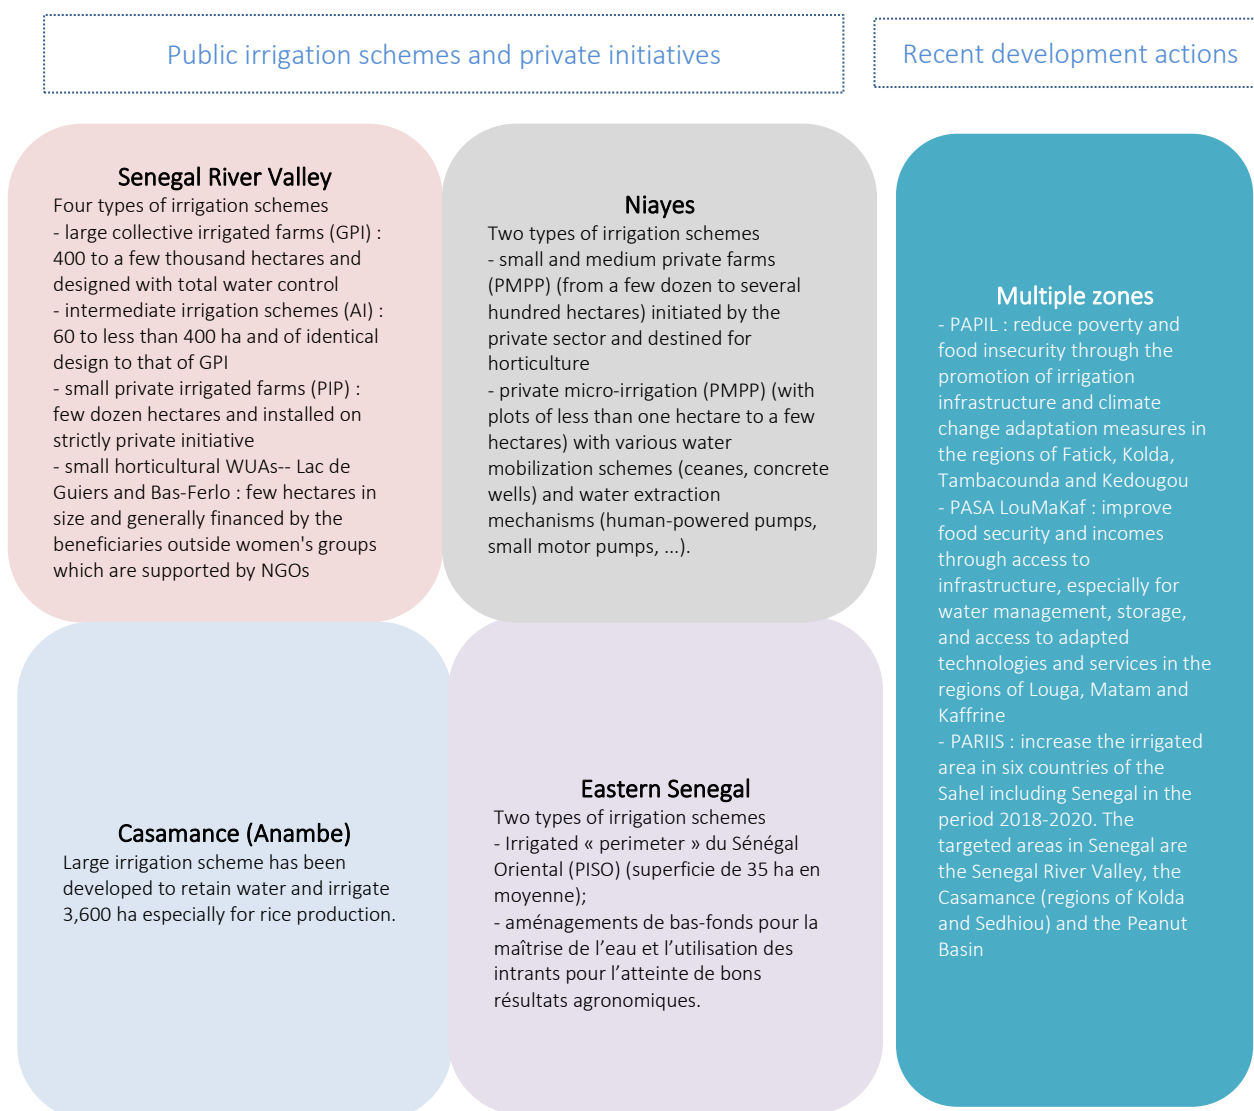 Public irrigation schemes and private initiatives
Recent development actions
Senegal River Valley
Four types of irrigation schemes
- large collective irrigated farms (GPI) :
400 to a few thousand hectares and
designed with total water control
- intermediate irrigation schemes (AI) :
60 to less than 400 ha and of identical
design to that of GPI
- small private irrigated farms (PIP) :
few dozen hectares and installed on
strictly private initiative
- small horticultural WUAs-- Lac de
Guiers and Bas-Ferlo : few hectares in
size and generally financed by the
beneficiaries outside women's groups
which are supported by NGOs
Niayes
Two types of irrigation schemes
- small and medium private farms
(PMPP) (from a few dozen to several
hundred hectares) initiated by the
private sector and destined for
horticulture
- private micro-irrigation (PMPP) (with
plots of less than one hectare to a few
hectares) with various water
mobilization schemes (ceanes, concrete
wells) and water extraction
mechanisms (human-powered pumps,
small motor pumps, ...).
Casamance (Anambe)
Large irrigation scheme has been
developed to retain water and irrigate
3,600 ha especially for rice production.
Eastern Senegal
Two types of irrigation schemes
- Irrigated « perimeter » du Sénégal
Oriental (PISO) (superficie de 35 ha en
moyenne);
- aménagements de bas-fonds pour la
maîtrise de l’eau et l’utilisation des
intrants pour l’atteinte de bons
résultats agronomiques.
Multiple zones
- PAPIL : reduce poverty and
food insecurity through the
promotion of irrigation
infrastructure and climate
change adaptation measures in
the regions of Fatick, Kolda,
Tambacounda and Kedougou
- PASA LouMaKaf : improve
food security and incomes
through access to
infrastructure, especially for
water management, storage,
and access to adapted
technologies and services in the
regions of Louga, Matam and
Kaffrine
- PARIIS : increase the irrigated
area in six countries of the
Sahel including Senegal in the
period 2018-2020. The
targeted areas in Senegal are
the Senegal River Valley, the
Casamance (regions of Kolda
and Sedhiou) and the Peanut
Basin